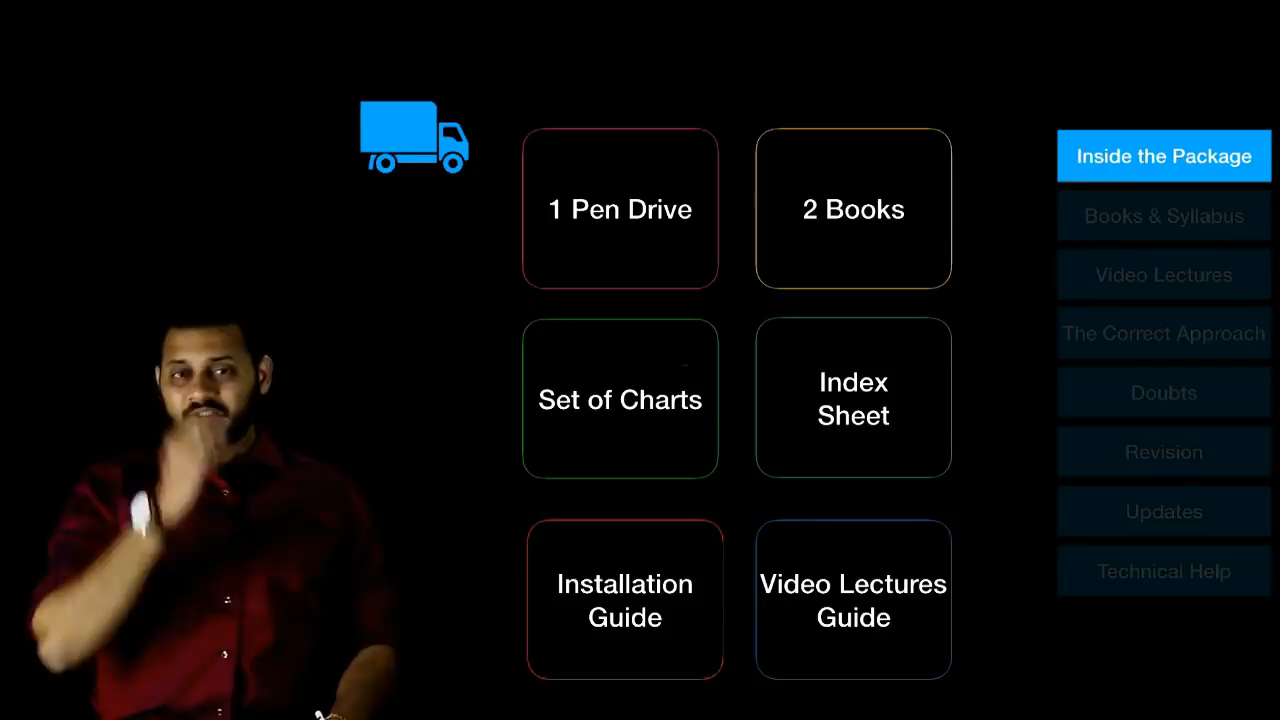 1 Pen Drive
2 Books
Set of Charts
Index
Sheet
Installation
Guide
Video Lectures
Guide
Inside the Package
Books & Syllabus
Video Lectures
The Correct Approach
Doubts
Revision
Updates
Technical Help